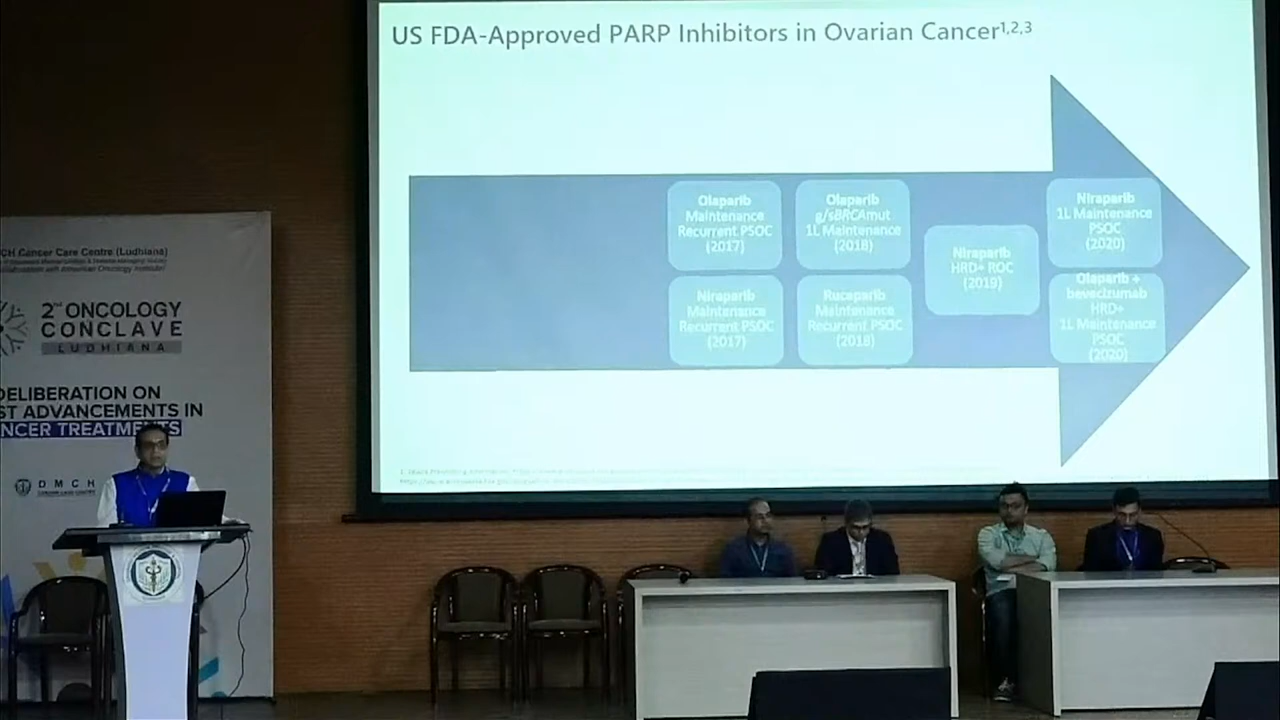 US FDA-Approved PARP Inhibitors in Ovarian Cancer1,2,3
Olaparib
Maintenance
Recurrent PSOC
(2017)
Niraparib
Maintenance
Recurrent PSOC
(2017)
Olaparib
g/sBRCAmut
1L Maintenance
(2018)
Rucaparib
Maintenance
Recurrent PSOC
(2018)
Niraparib
HRD+ ROC
(2019)
Niraparib
1L Maintenance
PSOC
(2020)
Olaparib +
bevacizumab
HRD+
1L Maintenance
PSOC
(2020)
CH Cancer Care Centre (Ludhiana)
2nd ONCOLOGY
CONCLAVE
LUDHIANA
DELIBERATION ON
ST ADVANCEMENTS IN
NCER TREATMENTS
DMCH